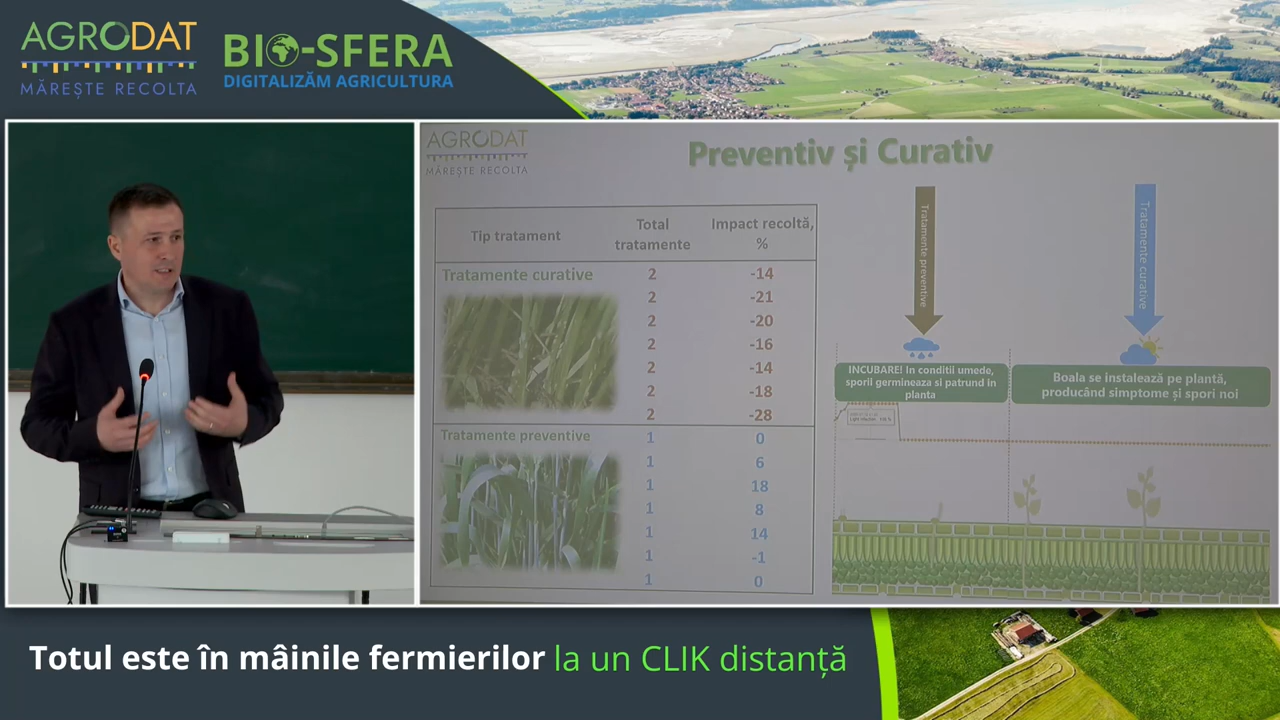 AGRODAT
MĂREȘTE RECOLTA
BIO-SFERA
DIGITALIZĂM AGRICULTURA
AGRODAT
MĂREȘTE RECOLTA
Preventiv și Curativ
Tip tratament
Total tratamente
Impact recoltă, %
Tratamente curative
2 -14
2 -21
2 -20
2 -16
2 -14
2 -18
2 -28
Tratamente preventive
1 0
1 6
1 18
1 8
1 14
1 -1
1 0
Tratamente preventive
Tratamente curative
INCUBARE! In conditii umede,
sporii germineaza si patrund in
planta
Boala se instalează pe plantă,
producând simptome și spori noi
Totul este în mâinile fermierilor la un CLIK distanță